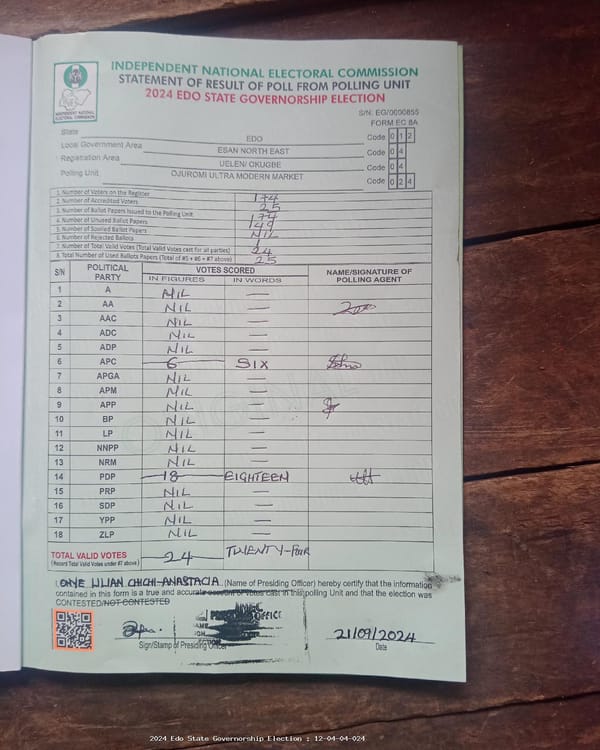 INDEPENDENT NATIONAL ELECTORAL COMMISSION
STATEMENT OF RESULT OF POLL FROM POLLING UNIT
2024 EDO STATE GOVERNORSHIP ELECTION
INDEPENDENT NATIONAL ELECTORAL COMMISSION
S/N: EG/0000855
FORM EC 8A
State EDO Code 0 1 2
Local Government Area ESAN NORTH EAST Code 0 4
Registration Area UELEN/ OKUGBE Code 0 4
Polling Unit OJUROMI ULTRA MODERN MARKET Code 0 2 4
1. Number of Voters on the Register 174
2. Number of Accredited Voters 25
3. Number of Ballot Papers Issued to the Polling Unit 174
4. Number of Unused Ballot Papers 149
5. Number of Spoiled Ballot Papers NIL
6. Number of Rejected Ballots 1
7. Number of Total Valid Votes (Total Valid Votes cast for all parties) 24
8. Total Number of Used Ballots Papers (Total of #5 + #6 + #7 above) 25
S/N POLITICAL PARTY VOTES SCORED NAME/SIGNATURE OF POLLING AGENT
IN FIGURES IN WORDS
1 A NIL —
2 AA NIL —
3 AAC NIL —
4 ADC NIL —
5 ADP NIL —
6 APC 6 SIX
7 APGA NIL —
8 APM NIL —
9 APP NIL —
10 BP NIL —
11 LP NIL —
12 NNPP NIL —
13 NRM NIL —
14 PDP 18 EIGHTEEN
15 PRP NIL —
16 SDP NIL —
17 YPP NIL —
18 ZLP NIL —
TOTAL VALID VOTES 24 TWENTY-FOUR
(Record Total Valid Votes under #7 above)
I, ONYE LILIAN CHICHI-ANASTACIA (Name of Presiding Officer) hereby certify that the information
contained in this form is a true and accurate account of votes cast in this polling unit and that the election was
CONTESTED/NOT CONTESTED
Sign/Stamp of Presiding Officer
21/09/2024
Date
2024 Edo State Governorship Election : 12-04-04-024